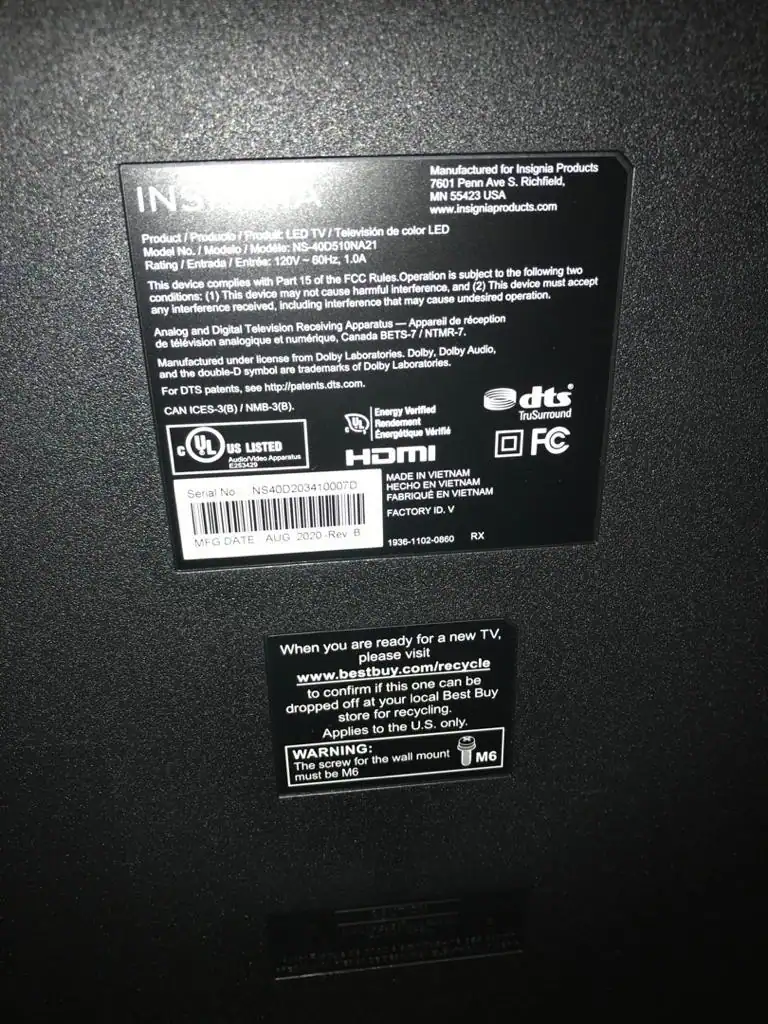 INSIGNIA
Manufactured for Insignia Products
7601 Penn Ave S. Richfield,
MN 55423 USA
www.insigniaproducts.com
Product / Producto / Produit: LED TV / Televisión de color LED
Model No. / Modelo / Modéle: NS-40D510NA21
Rating / Entrada / Entrée: 120V ~ 60Hz, 1.0A
This device complies with Part 15 of the FCC Rules.Operation is subject to the following two
conditions: (1) This device may not cause harmful interference, and (2) This device must accept
any interference received, including interference that may cause undesired operation.
Analog and Digital Television Receiving Apparatus — Appareil de réception
de télévision analogique et numérique, Canada BETS-7 / NTMR-7.
Manufactured under license from Dolby Laboratories. Dolby, Dolby Audio,
and the double-D symbol are trademarks of Dolby Laboratories.
For DTS patents, see http://patents.dts.com.
CAN ICES-3(B) / NMB-3(B).
c UL US LISTED
Audio/Video Apparatus
E253429
UL Energy Verified
Rendement
Énergétique Vérifié
HDMI
dts®
TruSurround
FC
Serial No. NS40D203410007D
MFG DATE AUG 2020-Rev B
MADE IN VIETNAM
HECHO EN VIETNAM
FABRIQUÉ EN VIETNAM
FACTORY ID. V
1936-1102-0860 RX
When you are ready for a new TV,
please visit
www.bestbuy.com/recycle
to confirm if this one can be
dropped off at your local Best Buy
store for recycling.
Applies to the U.S. only.
WARNING:
The screw for the wall mount
must be M6
M6